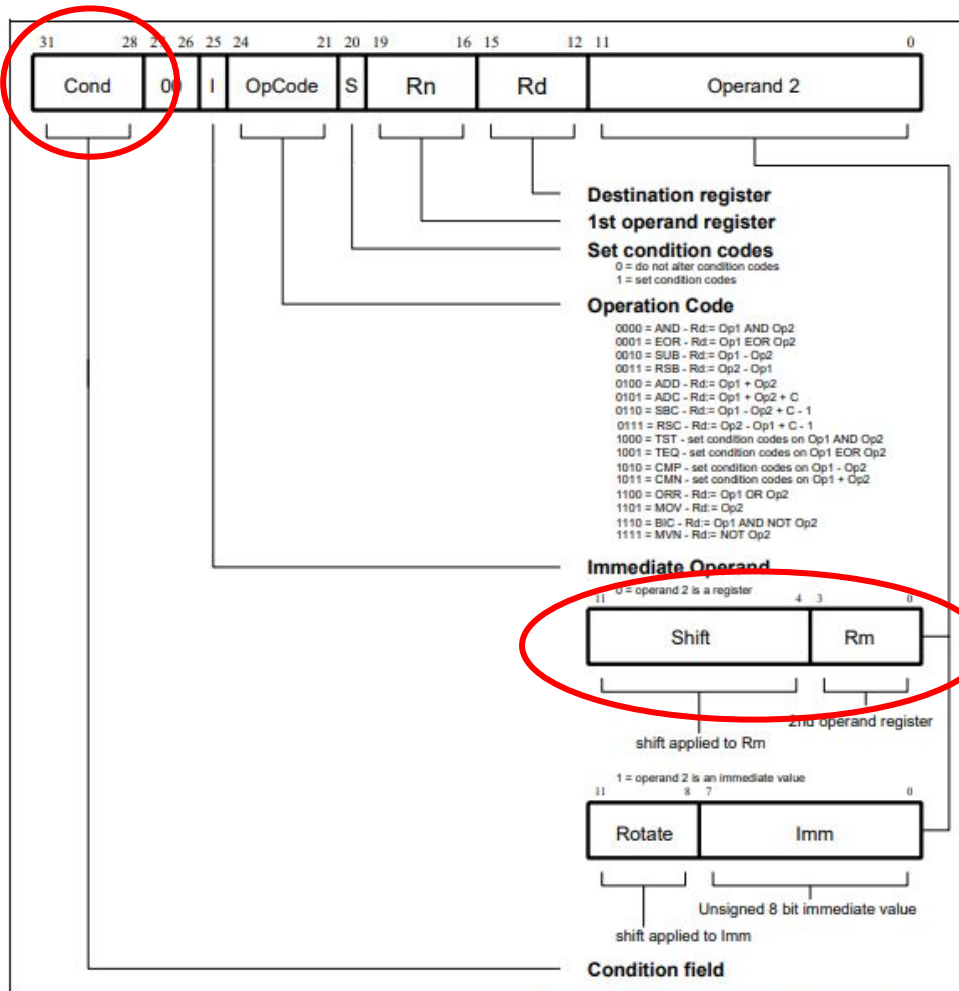 31 28 27 26 25 24 21 20 19 16 15 12 11 0
Cond 00 I OpCode S Rn Rd Operand 2
Destination register
1st operand register
Set condition codes
0 = do not alter condition codes
1 = set condition codes
Operation Code
0000 = AND - Rd:= Op1 AND Op2
0001 = EOR - Rd:= Op1 EOR Op2
0010 = SUB - Rd:= Op1 - Op2
0011 = RSB - Rd:= Op2 - Op1
0100 = ADD - Rd:= Op1 + Op2
0101 = ADC - Rd:= Op1 + Op2 + C
0110 = SBC - Rd:= Op1 - Op2 + C - 1
0111 = RSC - Rd:= Op2 - Op1 + C - 1
1000 = TST - set condition codes on Op1 AND Op2
1001 = TEQ - set condition codes on Op1 EOR Op2
1010 = CMP - set condition codes on Op1 - Op2
1011 = CMN - set condition codes on Op1 + Op2
1100 = ORR - Rd:= Op1 OR Op2
1101 = MOV - Rd:= Op2
1110 = BIC - Rd:= Op1 AND NOT Op2
1111 = MVN - Rd:= NOT Op2
Immediate Operand
0 = operand 2 is a register
11 4 3 0
Shift Rm
2nd operand register
shift applied to Rm
1 = operand 2 is an immediate value
11 8 7 0
Rotate Imm
Unsigned 8 bit immediate value
shift applied to Imm
Condition field